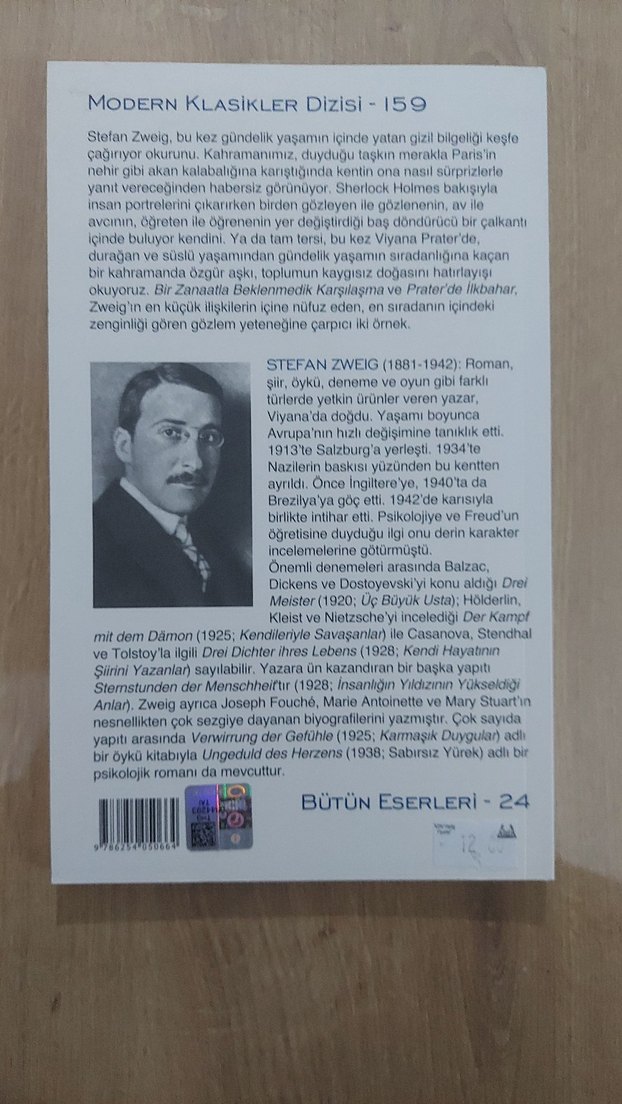 MODERN KLASİKLER DİZİSİ - 159
Stefan Zweig, bu kez gündelik yaşamın içinde yatan gizil bilgeliği keşfe
çağırıyor okurunu. Kahramanımız, duyduğu taşkın merakla Paris'in
nehir gibi akan kalabalığına karıştığında kentin ona nasıl sürprizlerle
yanıt vereceğinden habersiz görünüyor. Sherlock Holmes bakışıyla
insan portrelerini çıkarırken birden gözleyen ile gözlenenin, av ile
avcının, öğreten ile öğrenenin yer değiştirdiği baş döndürücü bir çalkantı
içinde buluyor kendini. Ya da tam tersi, bu kez Viyana Prater'de,
durağan ve süslü yaşamından gündelik yaşamın sıradanlığına kaçan
bir kahramanda özgür aşkı, toplumun kaygısız doğasını hatırlayışı
okuyoruz. Bir Zanaatla Beklenmedik Karşılaşma ve Prater'de İlkbahar,
Zweig'ın en küçük ilişkilerin içine nüfuz eden, en sıradanın içindeki
zenginliği gören gözlem yeteneğine çarpıcı iki örnek.
STEFAN ZWEIG (1881-1942): Roman,
şiir, öykü, deneme ve oyun gibi farklı
türlerde yetkin ürünler veren yazar,
Viyana'da doğdu. Yaşamı boyunca
Avrupa'nın hızlı değişimine tanıklık etti.
1913'te Salzburg'a yerleşti. 1934'te
Nazilerin baskısı yüzünden bu kentten
ayrıldı. Önce İngiltere'ye, 1940'ta da
Brezilya'ya göç etti. 1942'de karısıyla
birlikte intihar etti. Psikolojiye ve Freud'un
öğretisine duyduğu ilgi onu derin karakter
incelemelerine götürmüştü.
Önemli denemeleri arasında Balzac,
Dickens ve Dostoyevski'yi konu aldığı Drei
Meister (1920; Üç Büyük Usta); Hölderlin,
Kleist ve Nietzsche'yi incelediği Der Kampf
mit dem Dämon (1925; Kendileriyle Savaşanlar) ile Casanova, Stendhal
ve Tolstoy'la ilgili Drei Dichter ihres Lebens (1928; Kendi Hayatının
Şiirini Yazanlar) sayılabilir. Yazara ün kazandıran bir başka yapıtı
Sternstunden der Menschheit'tır (1928; İnsanlığın Yıldızının Yükseldiği
Anlar). Zweig ayrıca Joseph Fouché, Marie Antoinette ve Mary Stuart'ın
nesnellikten çok sezgiye dayanan biyografilerini yazmıştır. Çok sayıda
yapıtı arasında Verwirrung der Gefühle (1925; Karmaşık Duygular) adlı
bir öykü kitabıyla Ungeduld des Herzens (1938; Sabırsız Yürek) adlı bir
psikolojik romanı da mevcuttur.
BÜTÜN ESERLERİ - 24
9 786254 050664
12